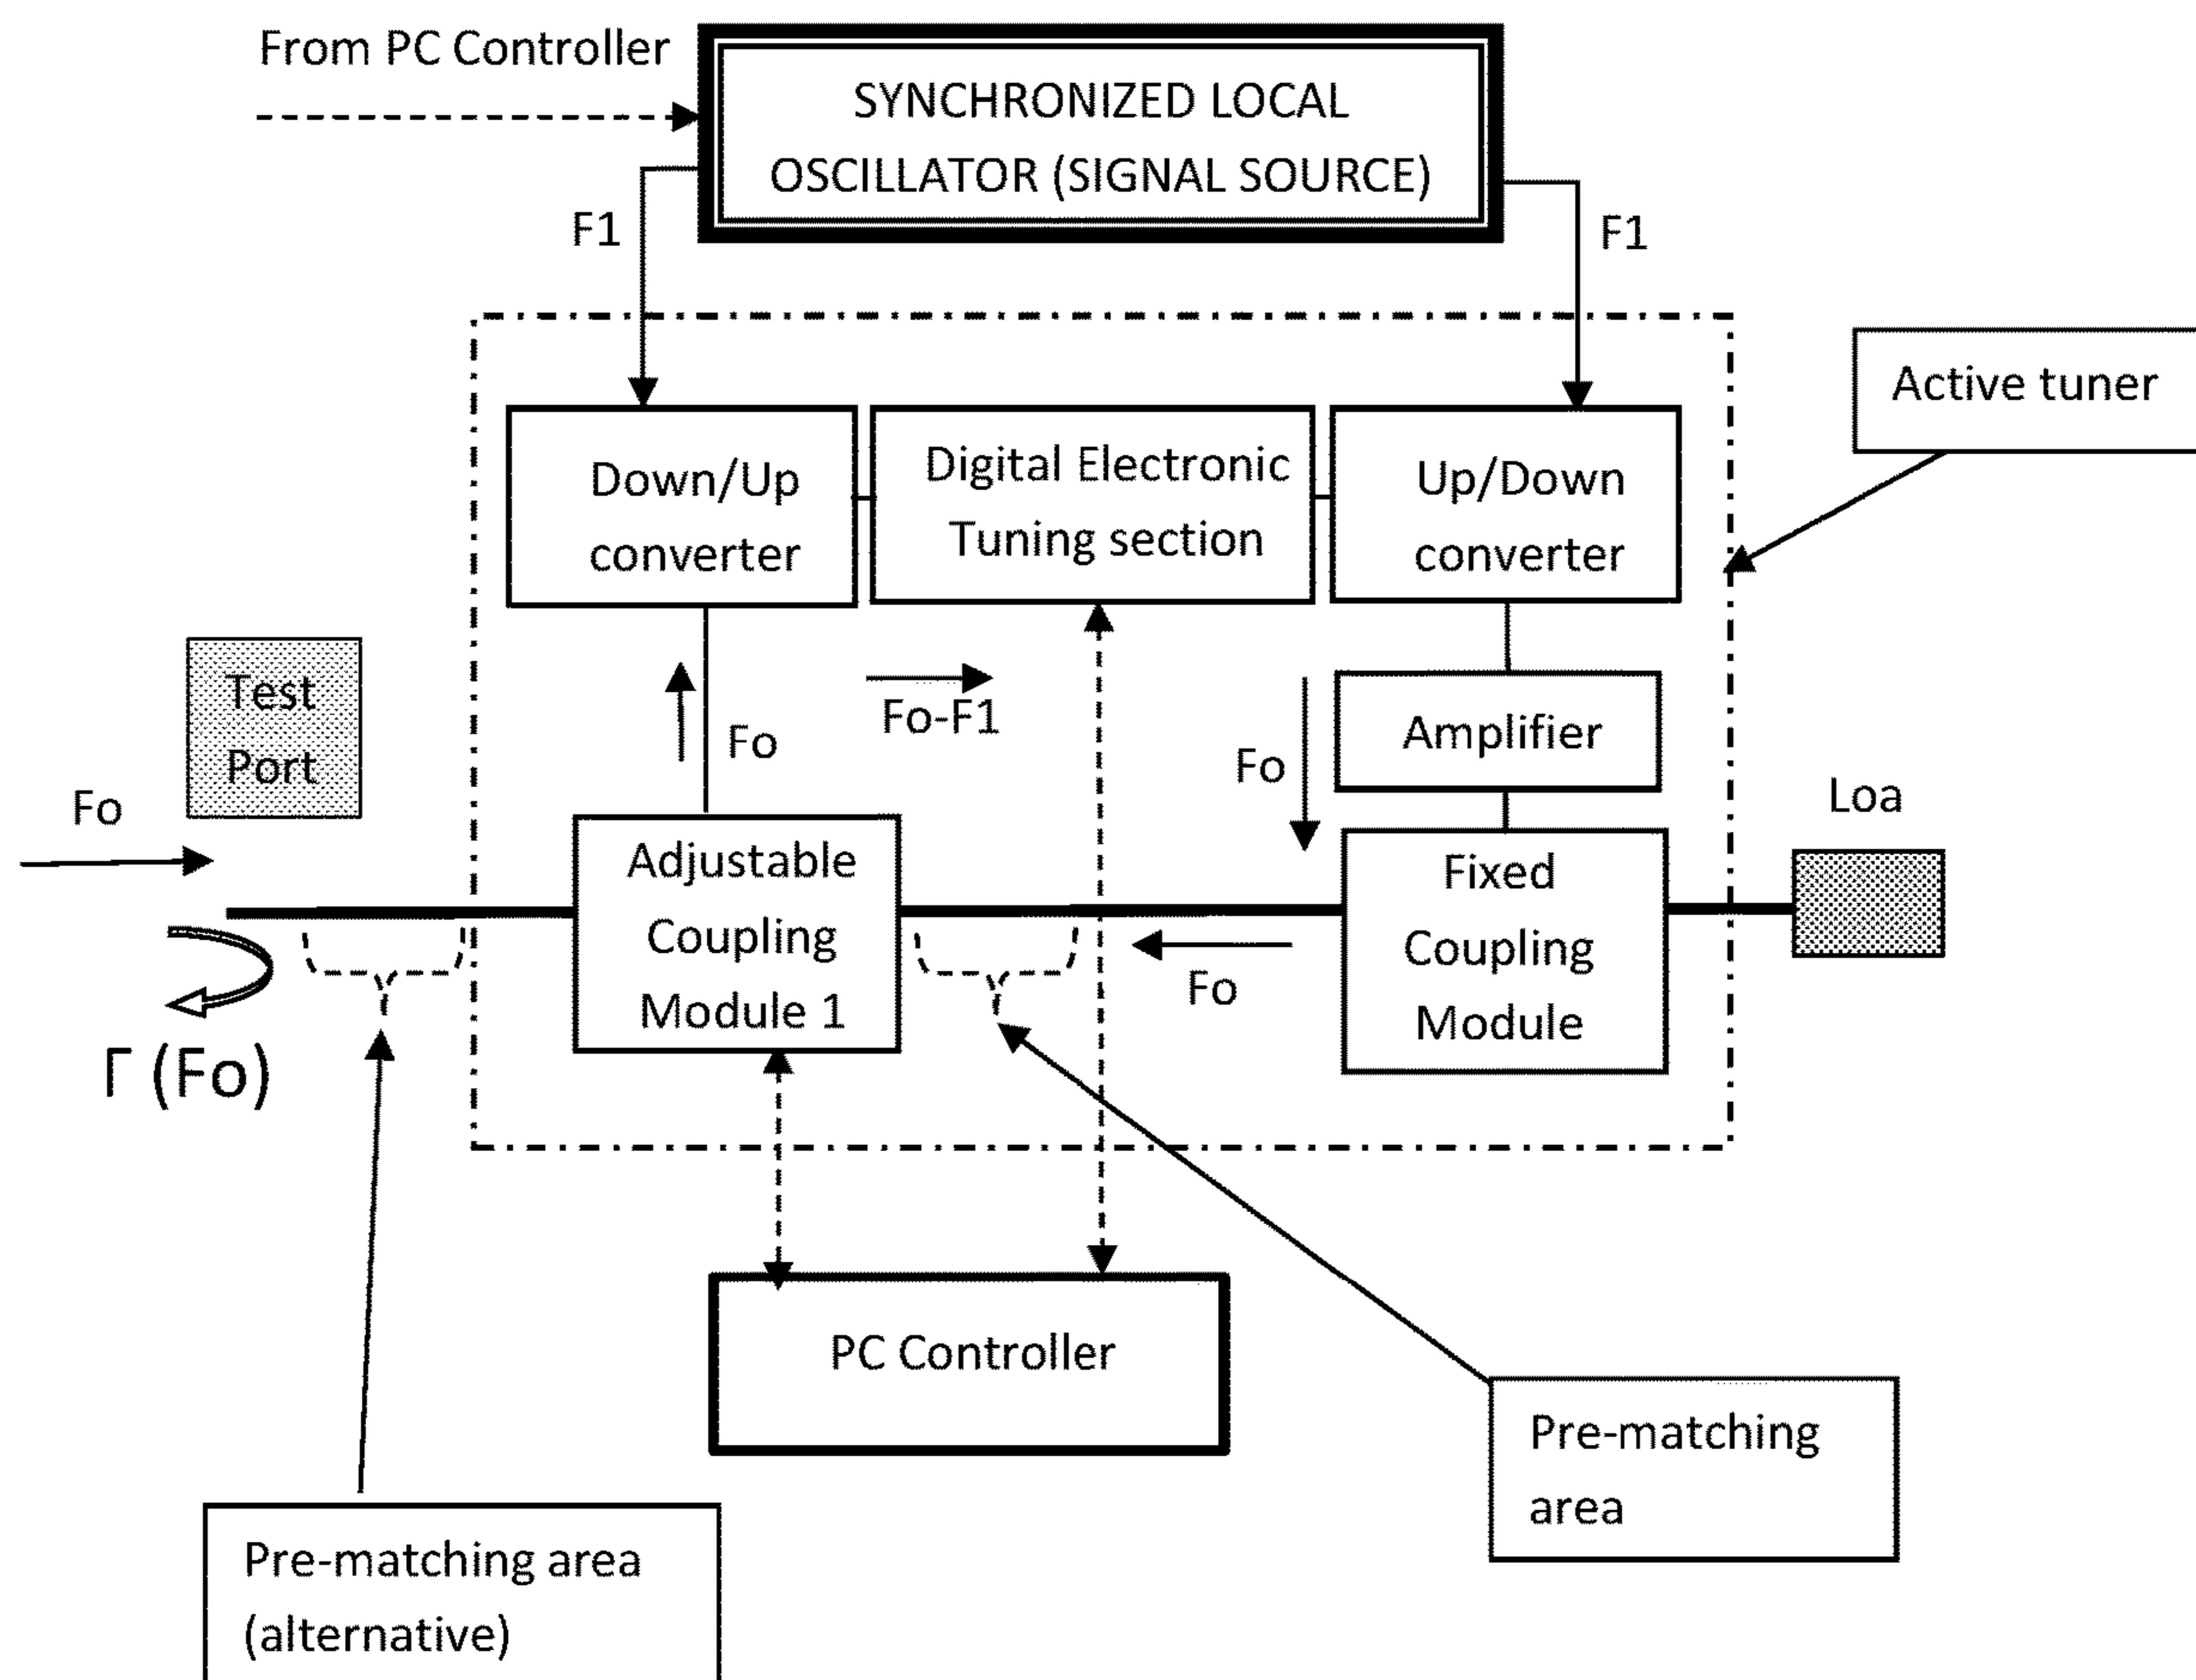 From PC Controller
SYNCHRONIZED LOCAL
OSCILLATOR (SIGNAL SOURCE)
F1
F1
Active tuner
Down/Up
converter
Digital Electronic
Tuning section
Up/Down
converter
Test
Port
Fo
Fo-F1
Fo
Amplifier
Fo
Loa
Adjustable
Coupling
Module 1
Fixed
Coupling
Module
Fo
Γ (Fo)
PC Controller
Pre-matching
area
Pre-matching area
(alternative)